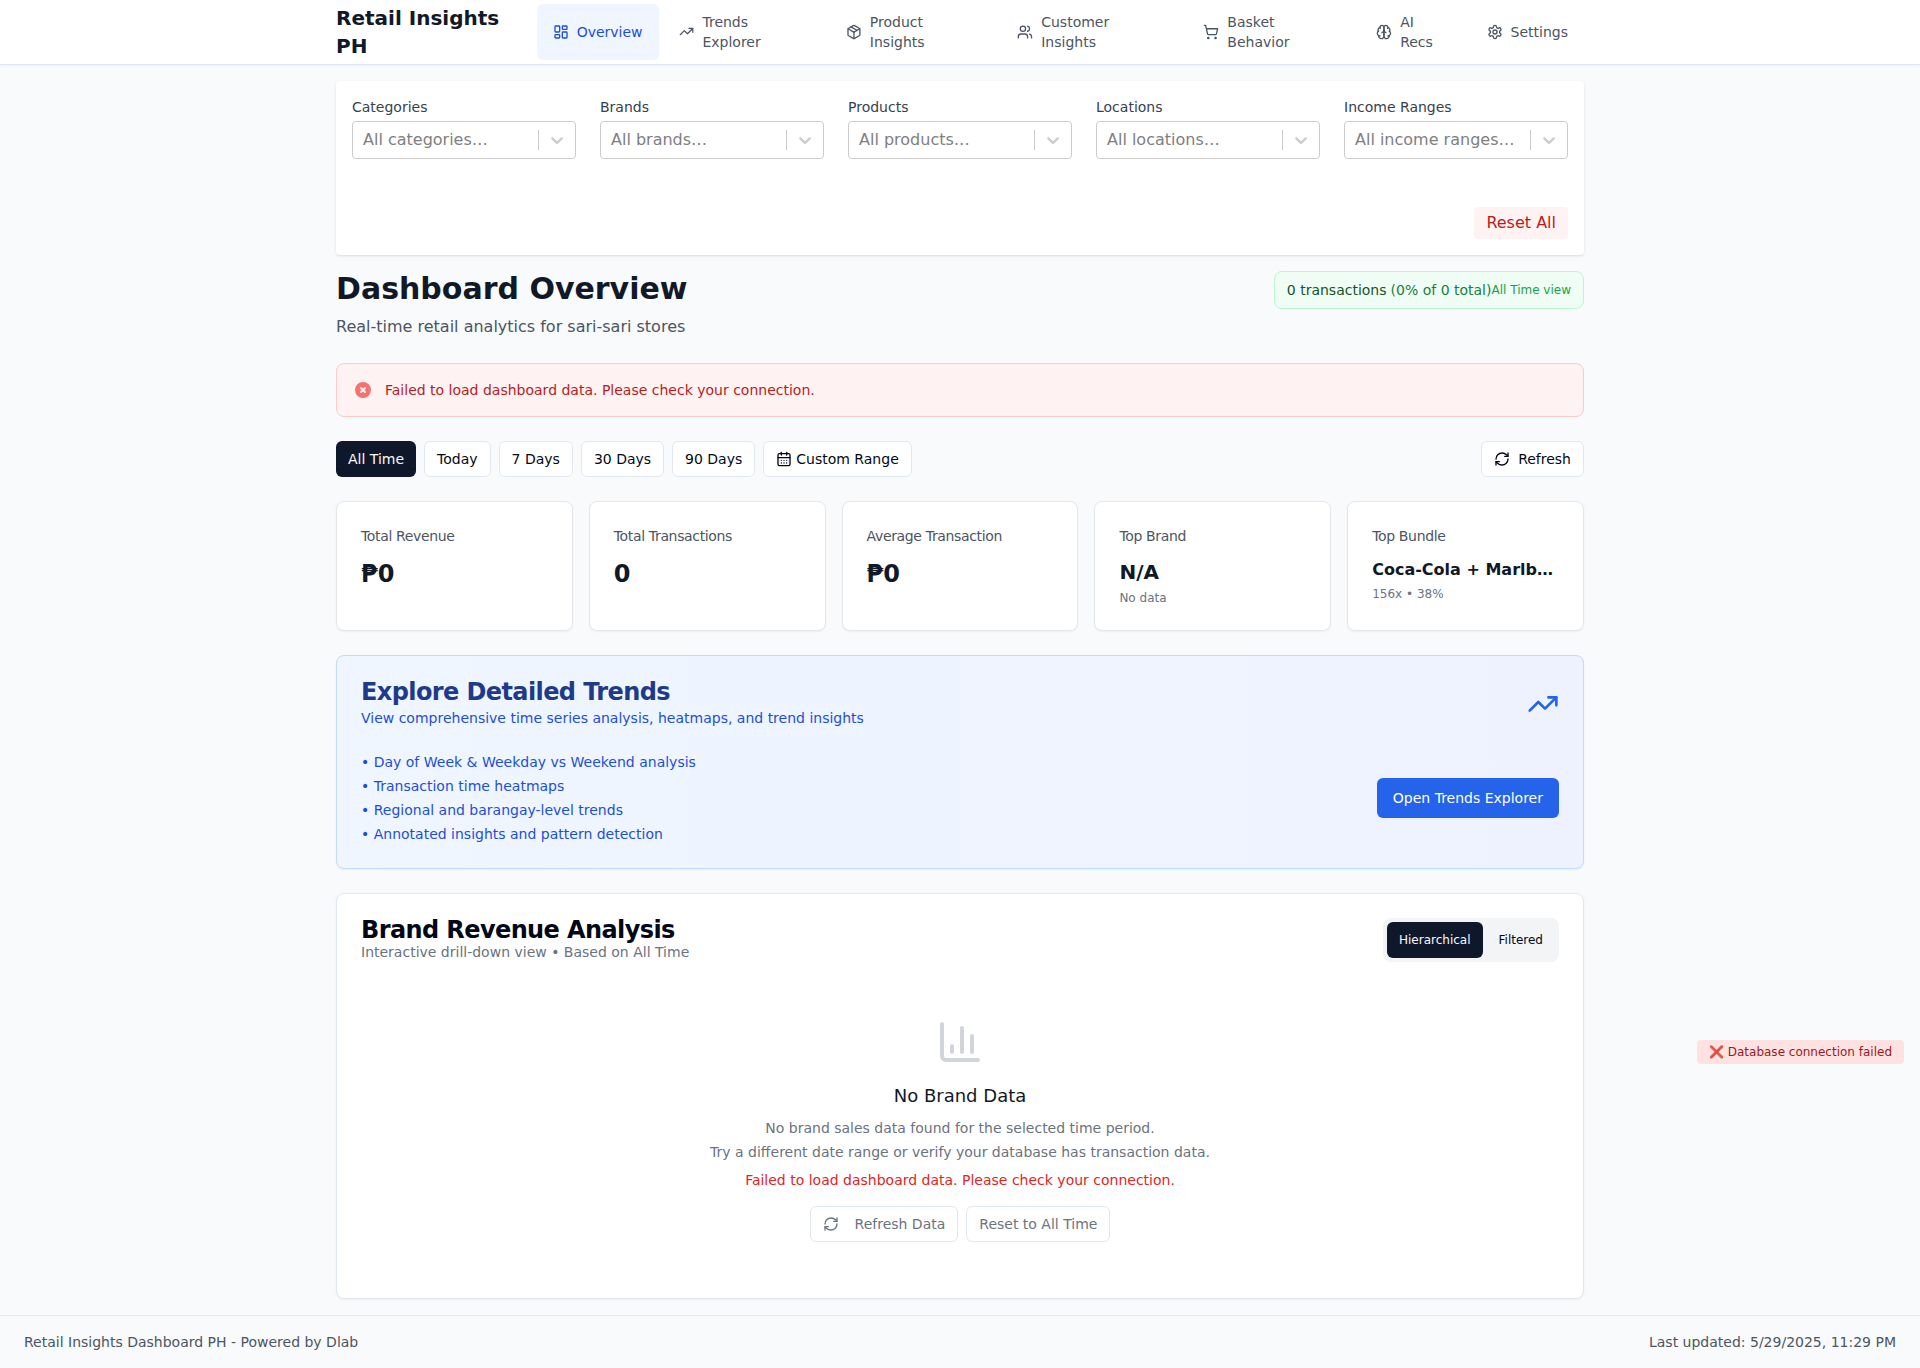 Retail Insights
PH
Overview
Trends
Explorer
Product
Insights
Customer
Insights
Basket
Behavior
AI
Recs
Settings
Categories
Brands
Products
Locations
Income Ranges
All categories...
All brands...
All products...
All locations...
All income ranges...
Reset All
Dashboard Overview
0 transactions (0% of 0 total)All Time view
Real-time retail analytics for sari-sari stores
Failed to load dashboard data. Please check your connection.
All Time
Today
7 Days
30 Days
90 Days
Custom Range
Refresh
Total Revenue
₱0
Total Transactions
0
Average Transaction
₱0
Top Brand
N/A
No data
Top Bundle
Coca-Cola + Marlb...
156x • 38%
Explore Detailed Trends
View comprehensive time series analysis, heatmaps, and trend insights
• Day of Week & Weekday vs Weekend analysis
• Transaction time heatmaps
• Regional and barangay-level trends
• Annotated insights and pattern detection
Open Trends Explorer
Brand Revenue Analysis
Interactive drill-down view • Based on All Time
Hierarchical
Filtered
No Brand Data
No brand sales data found for the selected time period.
Try a different date range or verify your database has transaction data.
Failed to load dashboard data. Please check your connection.
Refresh Data
Reset to All Time
❌ Database connection failed
Retail Insights Dashboard PH - Powered by Dlab
Last updated: 5/29/2025, 11:29 PM